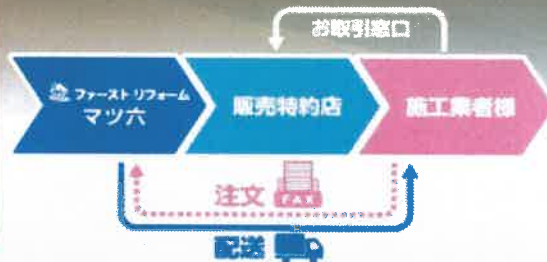 お取引窓口
ファースト リフォーム
マツ六
販売特約店
施工業者様
注文
FAX
配送